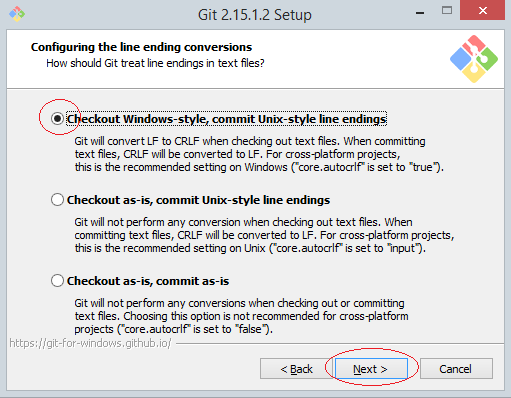 Git 2.15.1.2 Setup
Configuring the line ending conversions
How should Git treat line endings in text files?
Checkout Windows-style, commit Unix-style line endings
Git will convert LF to CRLF when checking out text files. When committing
text files, CRLF will be converted to LF. For cross-platform projects,
this is the recommended setting on Windows ("core.autocrlf" is set to "true").
Checkout as-is, commit Unix-style line endings
Git will not perform any conversion when checking out text files. When
committing text files, CRLF will be converted to LF. For cross-platform projects,
this is the recommended setting on Unix ("core.autocrlf" is set to "input").
Checkout as-is, commit as-is
Git will not perform any conversions when checking out or committing
text files. Choosing this option is not recommended for cross-platform
projects ("core.autocrlf" is set to "false").
https://git-for-windows.github.io/
< Back
Next >
Cancel